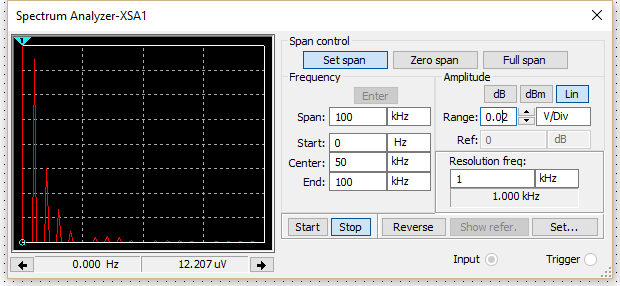 Spectrum Analyzer-XSA1
1
Span control
Set span
Zero span
Full span
Frequency
Enter
Span: 100 kHz
Start: 0 Hz
Center: 50 kHz
End: 100 kHz
Amplitude
dB
dBm
Lin
Range: 0.02 V/Div
Ref: 0 dB
Resolution freq:
1 kHz
1.000 kHz
0.000 Hz
12.207 uV
Start
Stop
Reverse
Show refer.
Set...
Input
Trigger